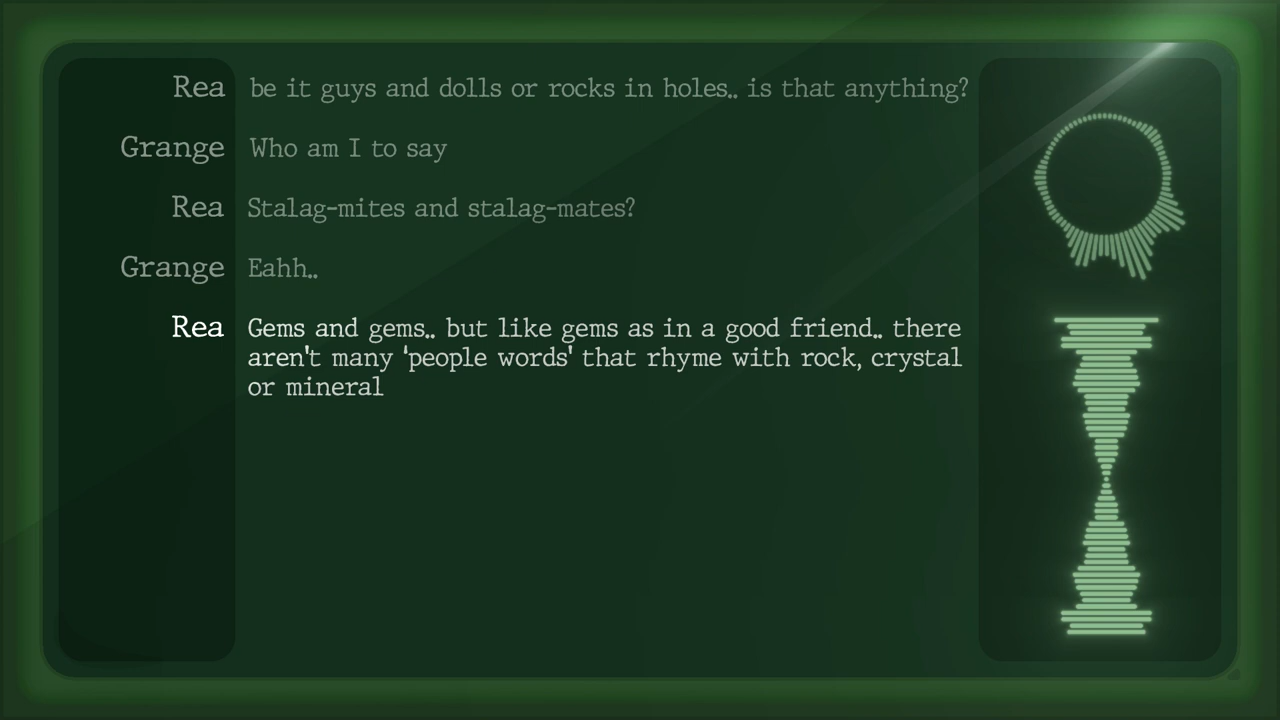 Rea be it guys and dolls or rocks in holes.. is that anything?
Grange Who am I to say
Rea Stalag-mites and stalag-mates?
Grange Eahh..
Rea Gems and gems.. but like gems as in a good friend.. there
aren't many 'people words' that rhyme with rock, crystal
or mineral